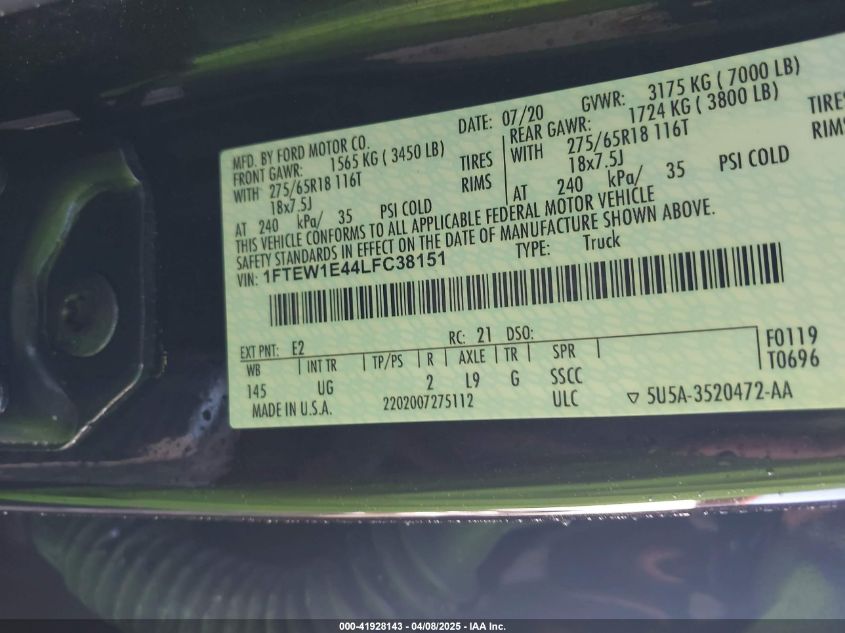 MFD. BY FORD MOTOR CO.
DATE: 07/20 GVWR: 3175 KG ( 7000 LB)
FRONT GAWR: 1565 KG ( 3450 LB)
REAR GAWR: 1724 KG ( 3800 LB)
WITH 275/65R18 116T TIRES
WITH 275/65R18 116T TIRES
18x7.5J RIMS
18x7.5J RIMS
AT 240 kPa/ 35 PSI COLD
AT 240 kPa/ 35 PSI COLD
THIS VEHICLE CONFORMS TO ALL APPLICABLE FEDERAL MOTOR VEHICLE
SAFETY STANDARDS IN EFFECT ON THE DATE OF MANUFACTURE SHOWN ABOVE.
VIN: 1FTEW1E44LFC38151 TYPE: Truck
EXT PNT: E2 RC: 21 DSO: F0119
WB INT TR TP/PS R AXLE TR SPR T0696
145 UG 2 L9 G SSCC
MADE IN U.S.A. 2202007275112 ULC ▽ 5U5A-3520472-AA
000-41928143 - 04/08/2025 - IAA Inc.